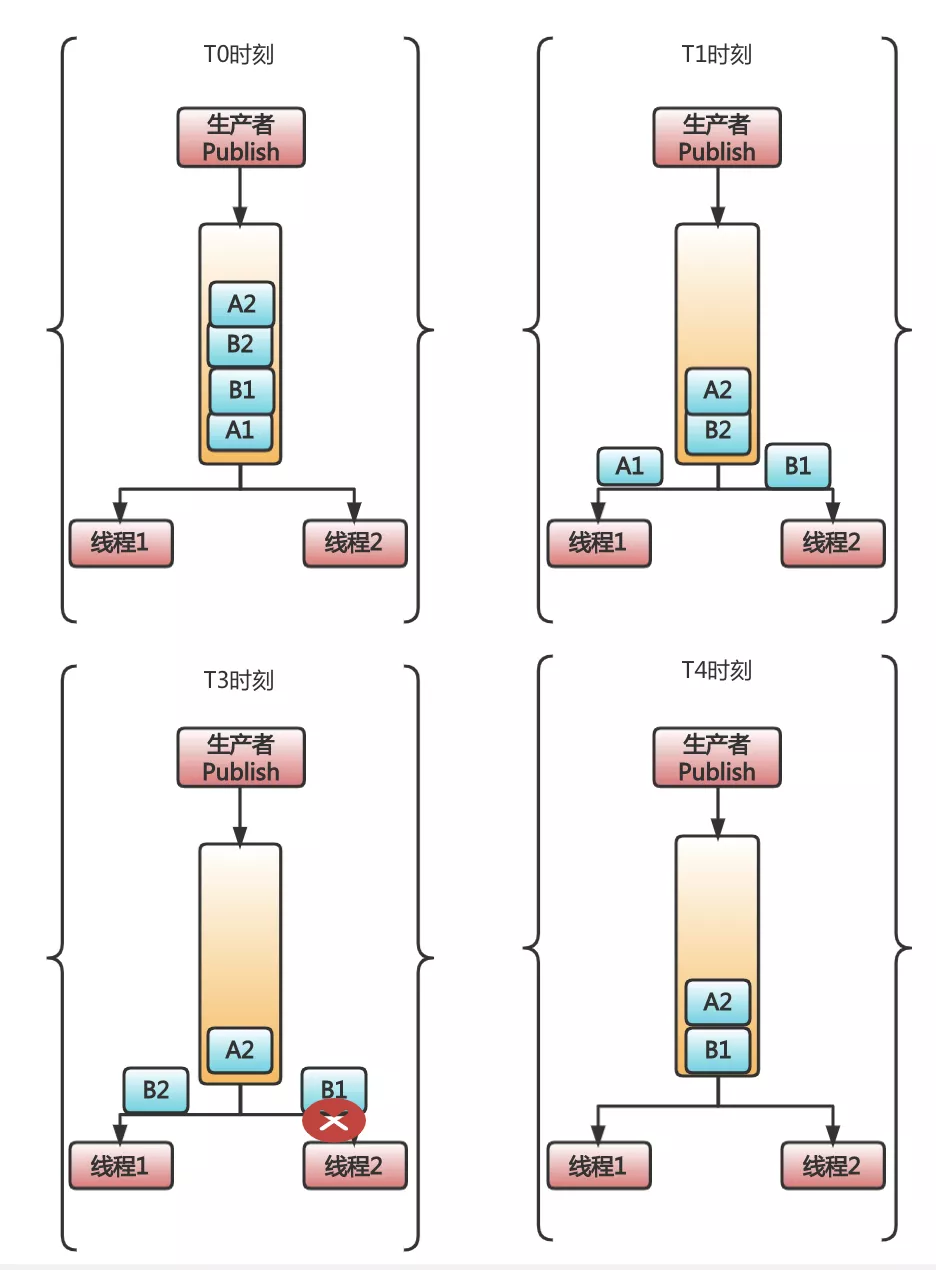 T0时刻
生产者
Publish
A2
B2
B1
A1
线程1
线程2
T1时刻
生产者
Publish
A2
B2
A1
B1
线程1
线程2
T3时刻
生产者
Publish
A2
B2
B1
线程1
线程2
T4时刻
生产者
Publish
A2
B1
线程1
线程2